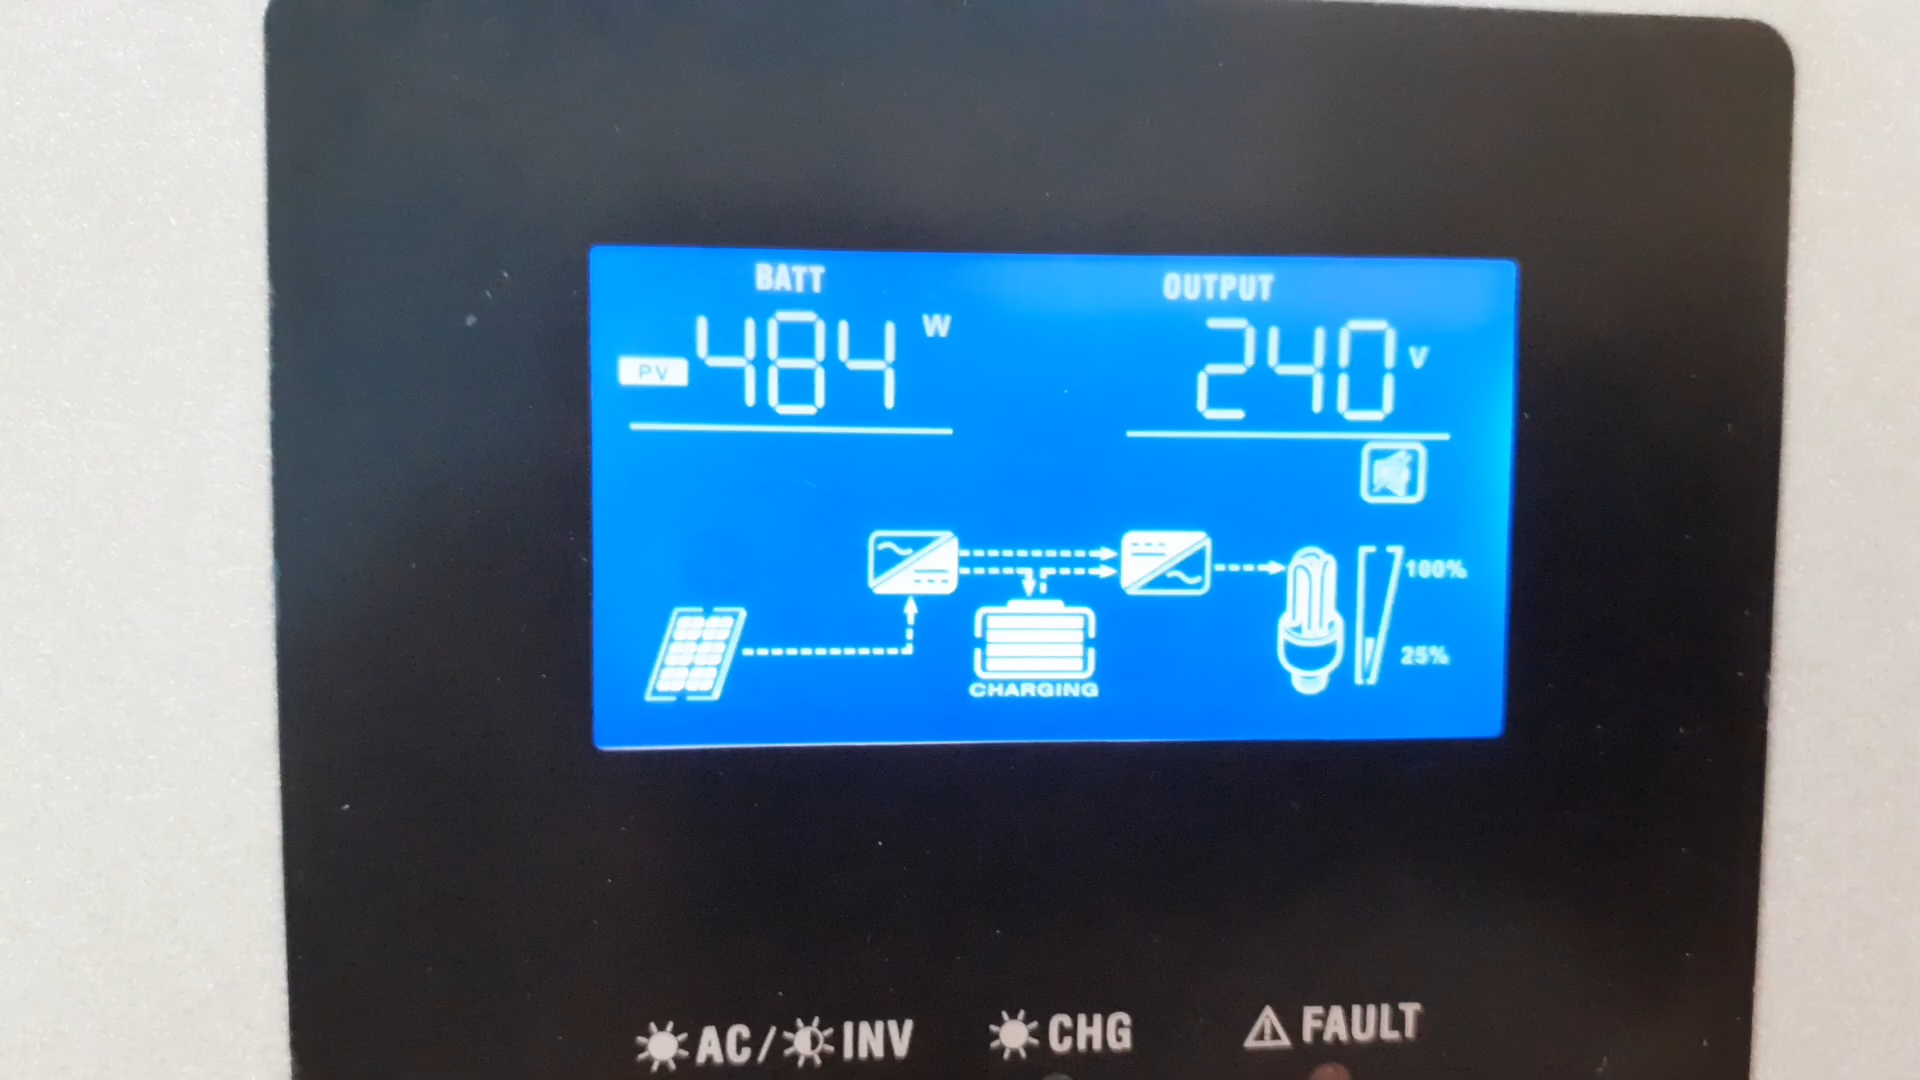 BATT OUTPUT
PV 484 W 240 V
100%
25%
CHARGING
AC/ INV CHG FAULT